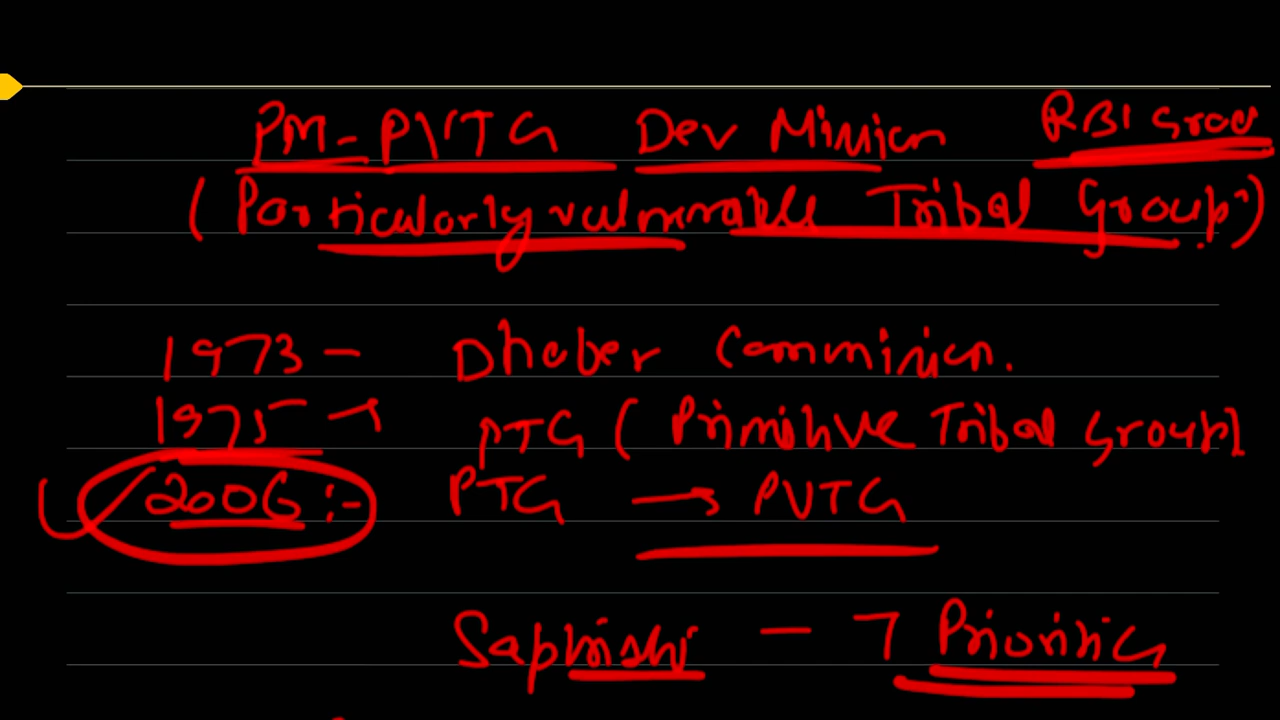 PM-PVTG Dev Mission RBI Grade
(Particularly vulnerable Tribal Group)
1973 - Dhebar Commission.
1975 - PTG (Primitive Tribal Group)
2006 :- PTG → PVTG
Saptrishi - 7 Priorities